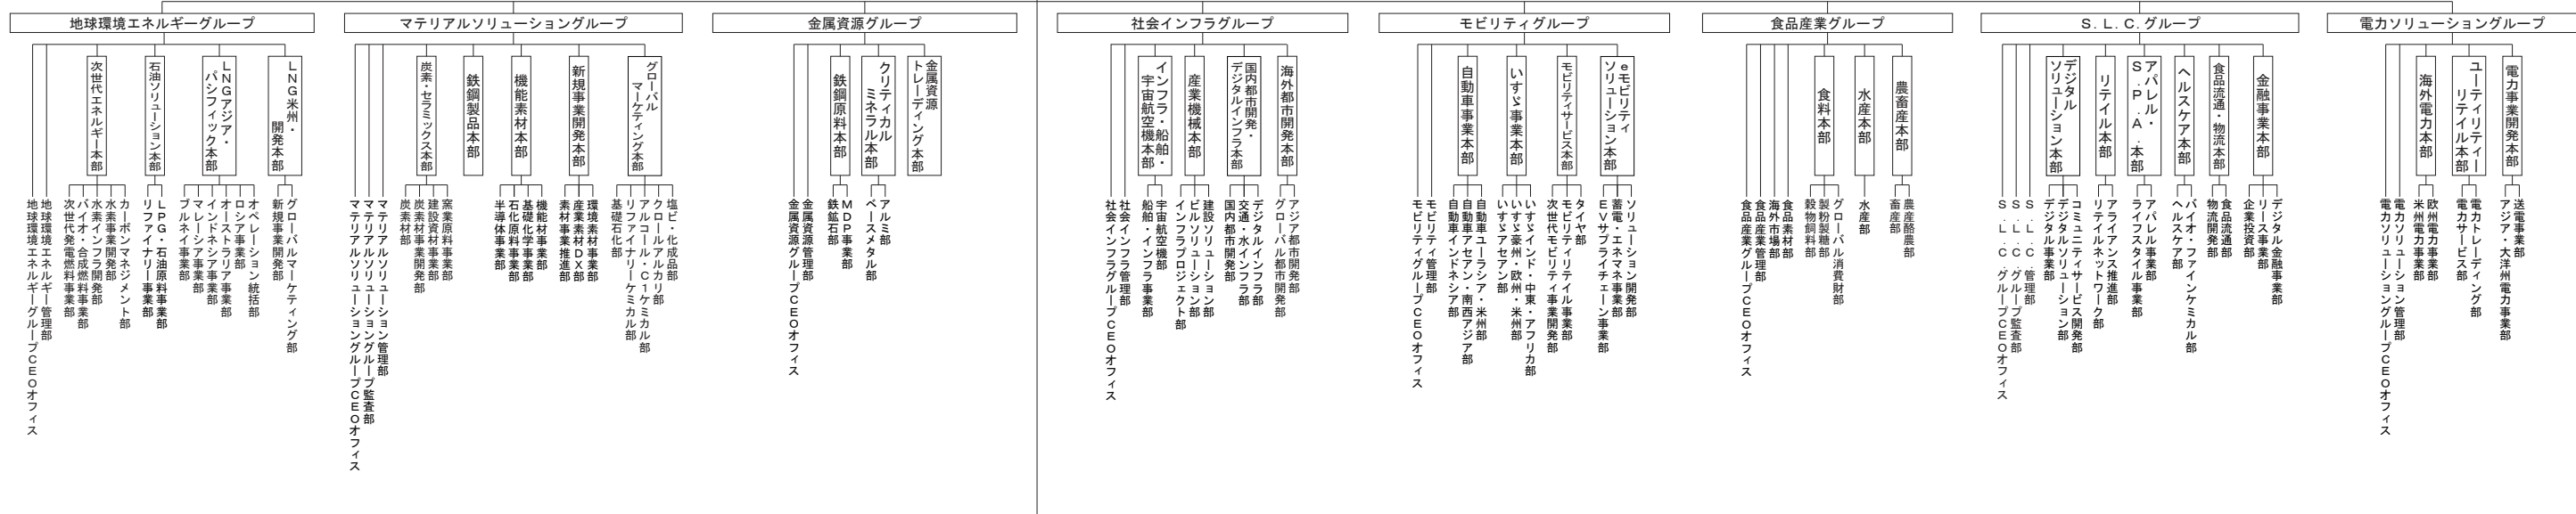 地球環境エネルギーグループ
マテリアルソリューショングループ
金属資源グループ
社会インフラグループ
モビリティグループ
食品産業グループ
S.L.C.グループ
電力ソリューショングループ
次世代エネルギー本部
石油ソリューション本部
LNGアジア・
パシフィック本部
LNG米州・
開発本部
地球環境エネルギーグループCEOオフィス
地球環境エネルギー管理部
次世代発電燃料事業部
バイオ・合成燃料事業部
水素インフラ開発部
水素事業開発部
カーボンマネジメント部
リファイナリー事業部
LPG・石油原料事業部
ブルネイ事業部
マレーシア事業部
インドネシア事業部
オーストラリア事業部
ロシア事業部
オペレーション統括部
新規事業開発部
グローバルマーケティング部
炭素・セラミックス本部
鉄鋼製品本部
機能素材本部
新規事業開発本部
グローバル
マーケティング本部
マテリアルソリューショングループCEOオフィス
マテリアルソリューショングループ監査部
マテリアルソリューション管理部
炭素材部
炭素材事業開発部
建設資材事業部
窯業原料事業部
半導体事業部
石化原料事業部
基礎化学事業部
機能材事業部
素材事業推進部
産業素材DX部
環境素材事業部
基礎石化部
リファイナリーケミカル部
アルコール・C1ケミカル部
クロールアルカリ部
塩ビ・化成品部
鉄鋼原料本部
クリティカル
ミネラル本部
金属資源
トレーディング本部
金属資源グループCEOオフィス
金属資源管理部
鉄鉱石部
MDP事業部
ベースメタル部
アルミ部
インフラ・船舶・
宇宙航空機本部
産業機械本部
国内都市開発・
デジタルインフラ本部
海外都市開発本部
社会インフラグループCEOオフィス
社会インフラ管理部
船舶・インフラ事業部
宇宙航空機部
インフラプロジェクト部
ビルソリューション部
建設ソリューション部
国内都市開発部
交通・水インフラ部
デジタルインフラ部
グローバル都市開発部
アジア都市開発部
自動車事業本部
いすゞ事業本部
モビリティサービス本部
eモビリティ
ソリューション本部
モビリティグループCEOオフィス
モビリティ管理部
自動車インドネシア部
自動車アセアン・南西アジア部
自動車ユーラシア・米州部
いすゞアセアン部
いすゞ豪州・欧州・米州部
いすゞインド・中東・アフリカ部
次世代モビリティ事業開発部
モビリティリテイル事業部
タイヤ部
EVサプライチェーン事業部
蓄電・エネマネ事業部
ソリューション開発部
食料本部
水産本部
農畜産本部
食品産業グループCEOオフィス
食品産業管理部
海外市場部
食品素材部
穀物飼料部
製粉製糖部
グローバル消費財部
水産部
畜産部
農産酪農部
デジタル
ソリューション本部
リテイル本部
アパレル・
S.P.A.本部
ヘルスケア本部
食品流通・物流本部
金融事業本部
S.L.C.グループCEOオフィス
S.L.C.グループ監査部
S.L.C.管理部
デジタル事業部
デジタルソリューション部
コミュニティサービス開発部
リテイルネットワーク部
アライアンス推進部
ライフスタイル事業部
アパレル事業部
ヘルスケア部
バイオ・ファインケミカル部
物流開発部
食品流通部
企業投資部
リース事業部
デジタル金融事業部
海外電力本部
ユーティリティー
リテイル本部
電力事業開発本部
電力ソリューショングループCEOオフィス
電力ソリューション管理部
米州電力事業部
欧州電力事業部
電力サービス部
電力トレーディング部
アジア・大洋州電力事業部
送電事業部